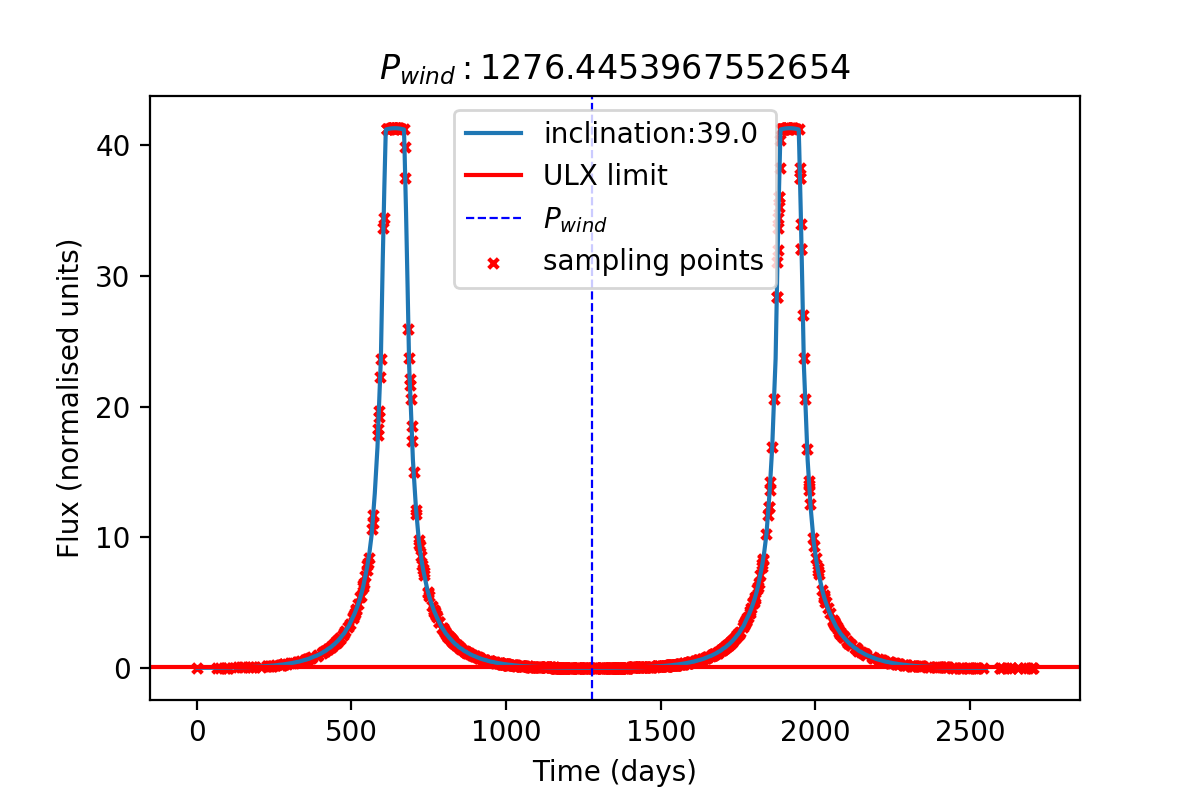 P_wind : 1276.4453967552654
inclination:39.0
ULX limit
P_wind
sampling points
Flux (normalised units)
40
30
20
10
0
0 500 1000 1500 2000 2500
Time (days)